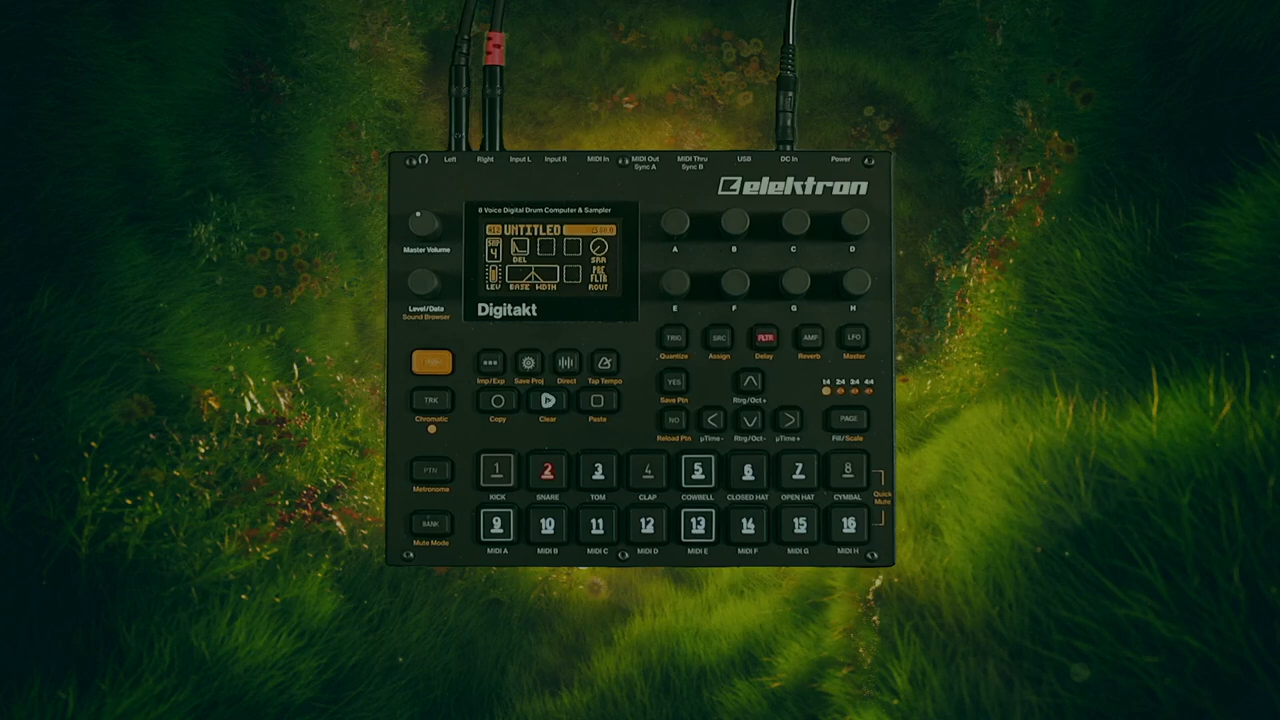 Left Right Input L Input R MIDI In MIDI Out Sync A MIDI Thru Sync B USB DC In Power
elektron
8 Voice Digital Drum Computer & Sampler
UNTITLED
4
DEL SRR
LEV BASE WDTH PRE FLTR ROUT
Digitakt
Master Volume
Level/Data
Sound Browser
A B C D
E F G H
TRIG SRC FLTR AMP LFO
Quantize Assign Delay Reverb Master
Imp/Exp Save Proj Direct Tap Tempo
YES
Save Ptn Rtrg/Oct+
1:4 2:4 3:4 4:4
TRK
Chromatic
Copy Clear Paste
NO PAGE
Reload Ptn µTime- Rtrg/Oct- µTime+ Fill/Scale
PTN
Metronome
1 2 3 4 5 6 7 8
KICK SNARE TOM CLAP COWBELL CLOSED HAT OPEN HAT CYMBAL
Quick Mute
BANK
Mute Mode
9 10 11 12 13 14 15 16
MIDI A MIDI B MIDI C MIDI D MIDI E MIDI F MIDI G MIDI H